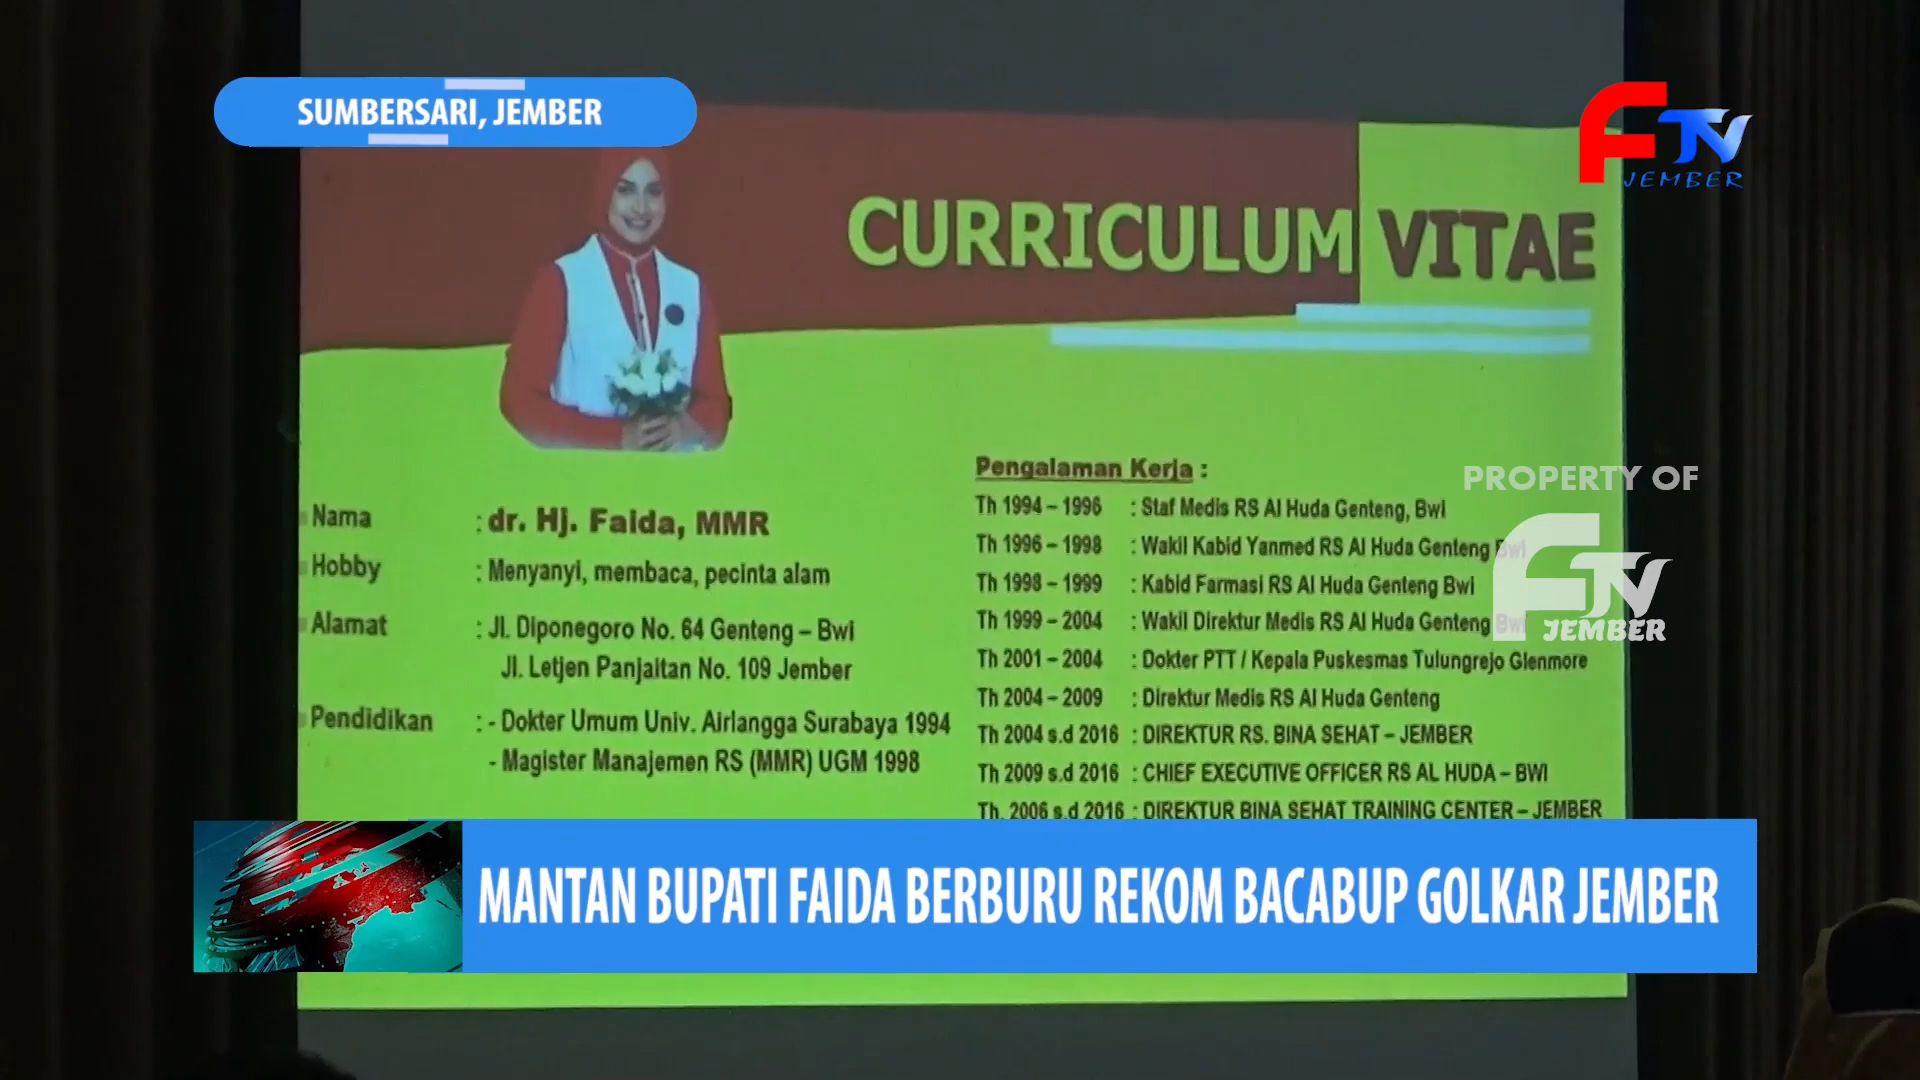 SUMBERSARI, JEMBER
FTV
JEMBER
CURRICULUM VITAE
Nama : dr. Hj. Faida, MMR
Hobby : Menyanyi, membaca, pecinta alam
Alamat : Jl. Diponegoro No. 64 Genteng – Bwi
Jl. Letjen Panjaitan No. 109 Jember
Pendidikan : - Dokter Umum Univ. Airlangga Surabaya 1994
- Magister Manajemen RS (MMR) UGM 1998
Pengalaman Kerja :
Th 1994 – 1996 : Staf Medis RS Al Huda Genteng, Bwi
Th 1996 – 1998 : Wakil Kabid Yanmed RS Al Huda Genteng Bwi
Th 1998 – 1999 : Kabid Farmasi RS Al Huda Genteng Bwi
Th 1999 – 2004 : Wakil Direktur Medis RS Al Huda Genteng Bwi
Th 2001 – 2004 : Dokter PTT / Kepala Puskesmas Tulungrejo Glenmore
Th 2004 – 2009 : Direktur Medis RS Al Huda Genteng
Th 2004 s.d 2016 : DIREKTUR RS. BINA SEHAT – JEMBER
Th 2009 s.d 2016 : CHIEF EXECUTIVE OFFICER RS AL HUDA – BWI
Th. 2006 s.d 2016 : DIREKTUR BINA SEHAT TRAINING CENTER – JEMBER
PROPERTY OF
FTV
JEMBER
MANTAN BUPATI FAIDA BERBURU REKOM BACABUP GOLKAR JEMBER